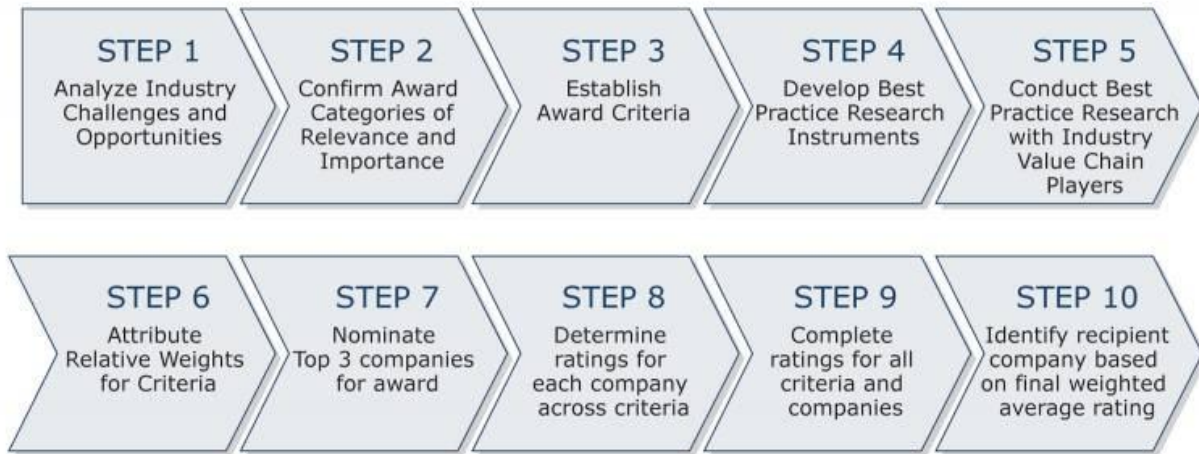 STEP 1
Analyze Industry
Challenges and
Opportunities
STEP 2
Confirm Award
Categories of
Relevance and
Importance
STEP 3
Establish
Award Criteria
STEP 4
Develop Best
Practice Research
Instruments
STEP 5
Conduct Best
Practice Research
with Industry
Value Chain
Players
STEP 6
Attribute
Relative Weights
for Criteria
STEP 7
Nominate
Top 3 companies
for award
STEP 8
Determine
ratings for
each company
across criteria
STEP 9
Complete
ratings for all
criteria and
companies
STEP 10
Identify recipient
company based
on final weighted
average rating